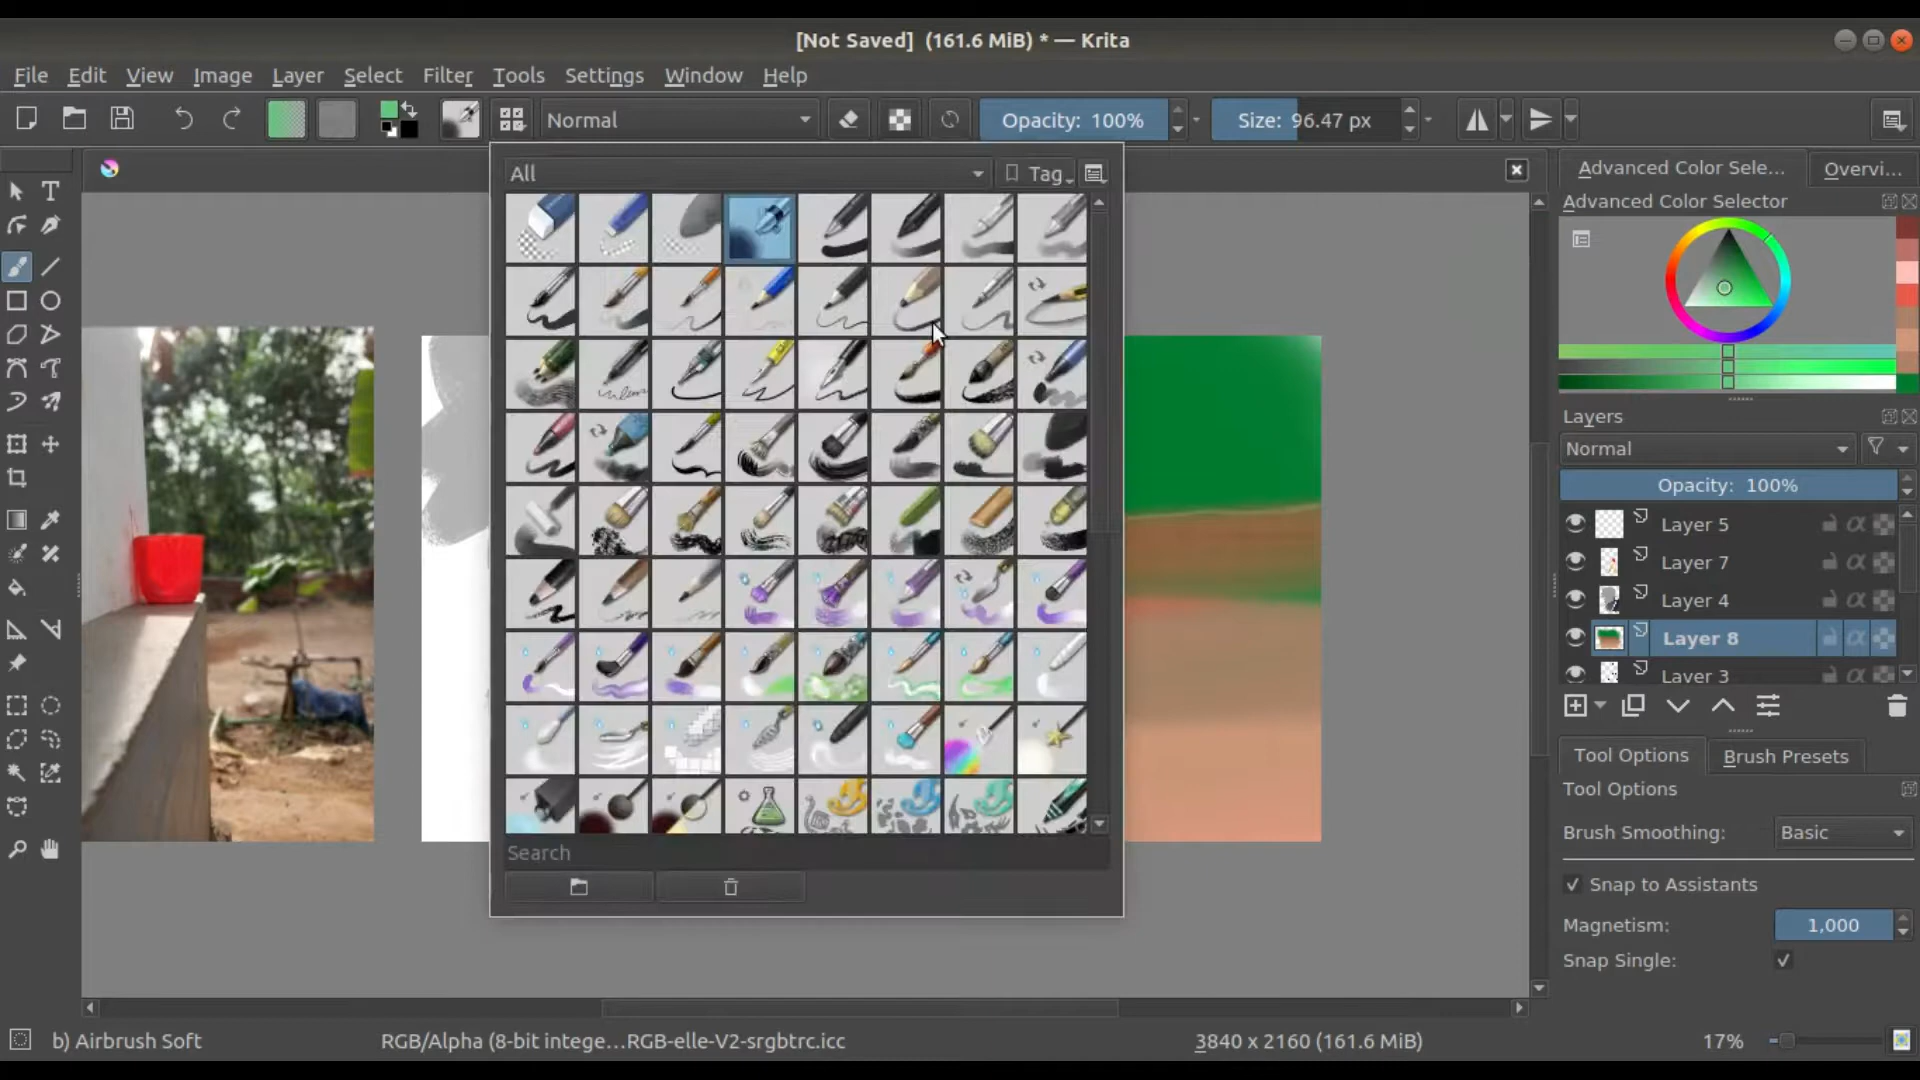 [Not Saved] (161.6 MiB) * — Krita
File Edit View Image Layer Select Filter Tools Settings Window Help
Normal
Opacity: 100%
Size: 96.47 px
All
Tag
Advanced Color Sele...
Overvi...
Advanced Color Selector
Layers
Normal
Opacity: 100%
Layer 5
Layer 7
Layer 4
Layer 8
Layer 3
Tool Options
Brush Presets
Tool Options
Brush Smoothing: Basic
Snap to Assistants
Magnetism: 1,000
Snap Single:
Search
b) Airbrush Soft
RGB/Alpha (8-bit intege...RGB-elle-V2-srgbtrc.icc
3840 x 2160 (161.6 MiB)
17%